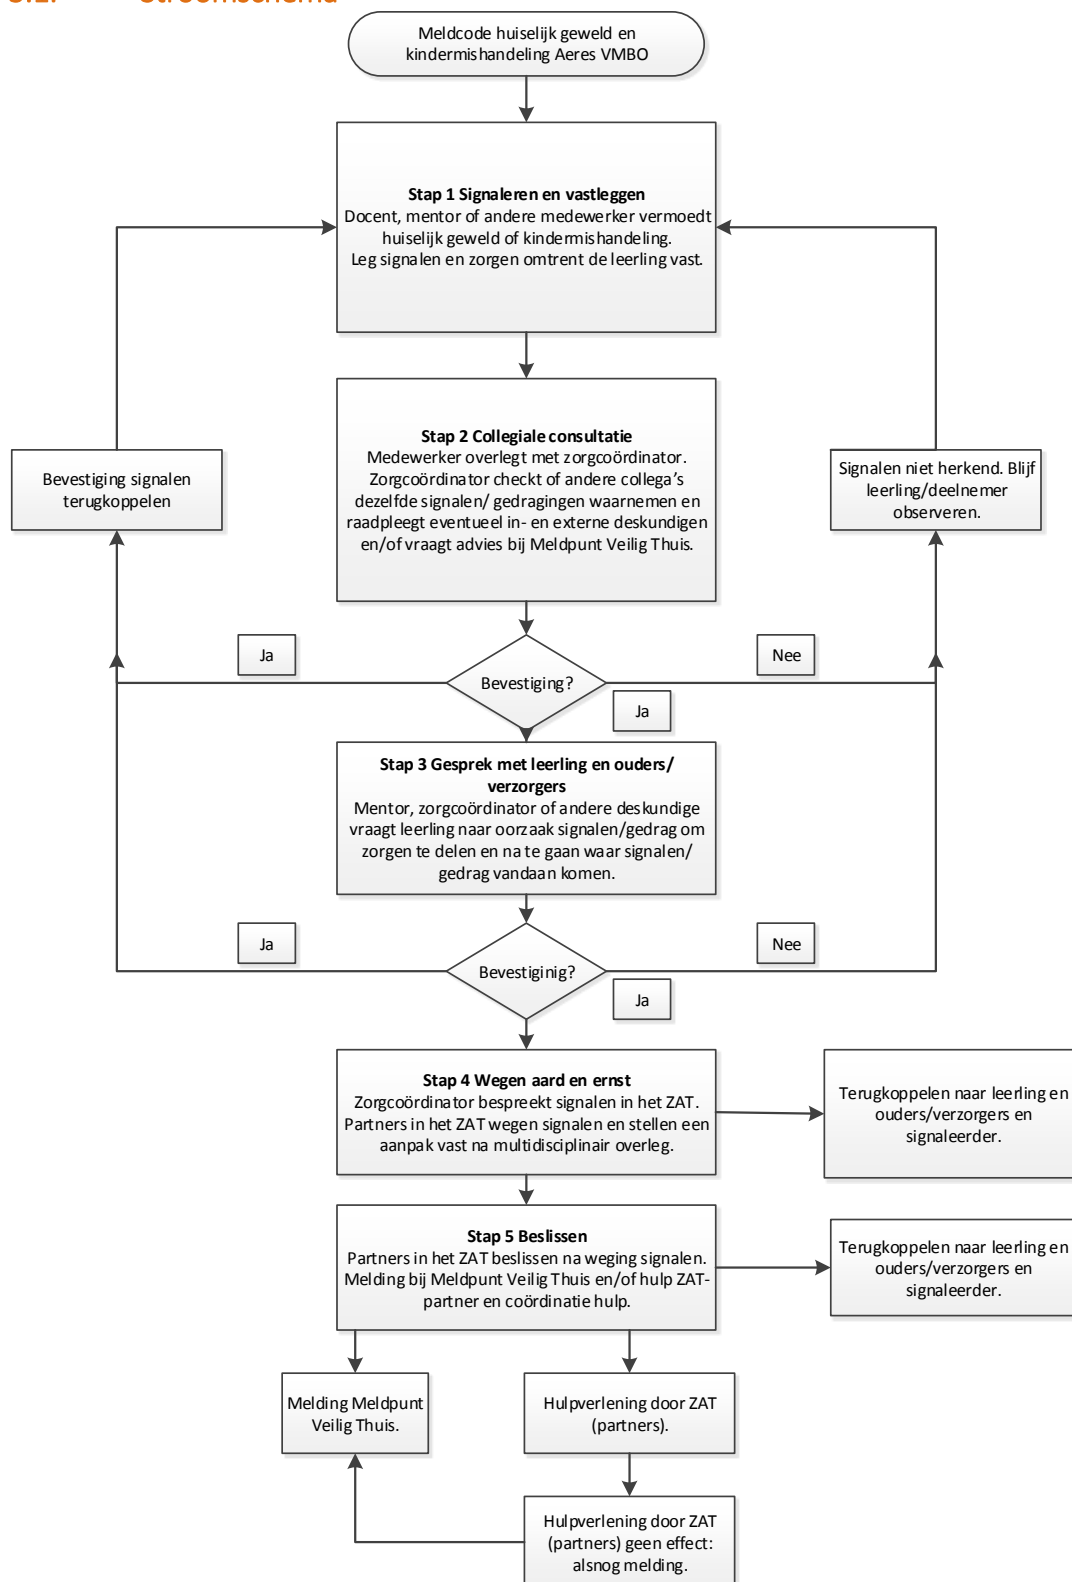 Stroomschema
Meldcode huiselijk geweld en
kindermishandeling Aeres VMBO
Stap 1 Signaleren en vastleggen
Docent, mentor of andere medewerker vermoedt
huiselijk geweld of kindermishandeling.
Leg signalen en zorgen omtrent de leerling vast.
Stap 2 Collegiale consultatie
Medewerker overlegt met zorgcoördinator.
Zorgcoördinator checkt of andere collega's
dezelfde signalen/ gedragingen waarnemen en
raadpleegt eventueel in- en externe deskundigen
en/of vraagt advies bij Meldpunt Veilig Thuis.
Bevestiging signalen
terugkoppelen
Signalen niet herkend. Blijf
leerling/deelnemer
observeren.
Ja
Nee
Bevestiging?
Ja
Stap 3 Gesprek met leerling en ouders/
verzorgers
Mentor, zorgcoördinator of andere deskundige
vraagt leerling naar oorzaak signalen/gedrag om
zorgen te delen en na te gaan waar signalen/
gedrag vandaan komen.
Ja
Nee
Bevestiginig?
Ja
Stap 4 Wegen aard en ernst
Zorgcoördinator bespreekt signalen in het ZAT.
Partners in het ZAT wegen signalen en stellen een
aanpak vast na multidisciplinair overleg.
Terugkoppelen naar leerling en
ouders/verzorgers en
signaleerder.
Stap 5 Beslissen
Partners in het ZAT beslissen na weging signalen.
Melding bij Meldpunt Veilig Thuis en/of hulp ZAT-
partner en coördinatie hulp.
Terugkoppelen naar leerling en
ouders/verzorgers en
signaleerder.
Melding Meldpunt
Veilig Thuis.
Hulpverlening door ZAT
(partners).
Hulpverlening door ZAT
(partners) geen effect:
alsnog melding.